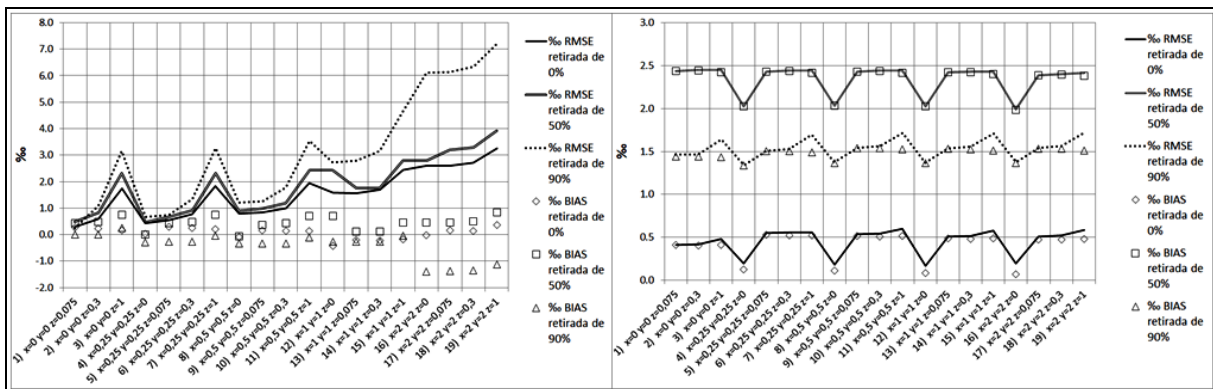 8.0
7.0
6.0
5.0
4.0
3.0
2.0
1.0
0.0
-1.0
-2.0
‰
1) x=0 y=0 z=0,075
2) x=0 y=0 z=0,3
3) x=0 y=0 z=1
4) x=0,25 y=0,25 z=0
5) x=0,25 y=0,25 z=0,075
6) x=0,25 y=0,25 z=0,3
7) x=0,25 y=0,25 z=1
8) x=0,5 y=0,5 z=0
9) x=0,5 y=0,5 z=0,075
10) x=0,5 y=0,5 z=0,3
11) x=0,5 y=0,5 z=1
12) x=1 y=1 z=0
13) x=1 y=1 z=0,075
14) x=1 y=1 z=0,3
15) x=1 y=1 z=1
16) x=2 y=2 z=0
17) x=2 y=2 z=0,075
18) x=2 y=2 z=0,3
19) x=2 y=2 z=1
‰ RMSE
retirada de
0%
‰ RMSE
retirada de
50%
‰ RMSE
retirada de
90%
‰ BIAS
retirada de
0%
‰ BIAS
retirada de
50%
‰ BIAS
retirada de
90%
3.0
2.5
2.0
1.5
1.0
0.5
0.0
‰
1) x=0 y=0 z=0,075
2) x=0 y=0 z=0,3
3) x=0 y=0 z=1
4) x=0,25 y=0,25 z=0
5) x=0,25 y=0,25 z=0,075
6) x=0,25 y=0,25 z=0,3
7) x=0,25 y=0,25 z=1
8) x=0,5 y=0,5 z=0
9) x=0,5 y=0,5 z=0,075
10) x=0,5 y=0,5 z=0,3
11) x=0,5 y=0,5 z=1
12) x=1 y=1 z=0
13) x=1 y=1 z=0,075
14) x=1 y=1 z=0,3
15) x=1 y=1 z=1
16) x=2 y=2 z=0
17) x=2 y=2 z=0,075
18) x=2 y=2 z=0,3
19) x=2 y=2 z=1
‰ RMSE
retirada de
0%
‰ RMSE
retirada de
50%
‰ RMSE
retirada de
90%
‰ BIAS
retirada de
0%
‰ BIAS
retirada de
50%
‰ BIAS
retirada de
90%